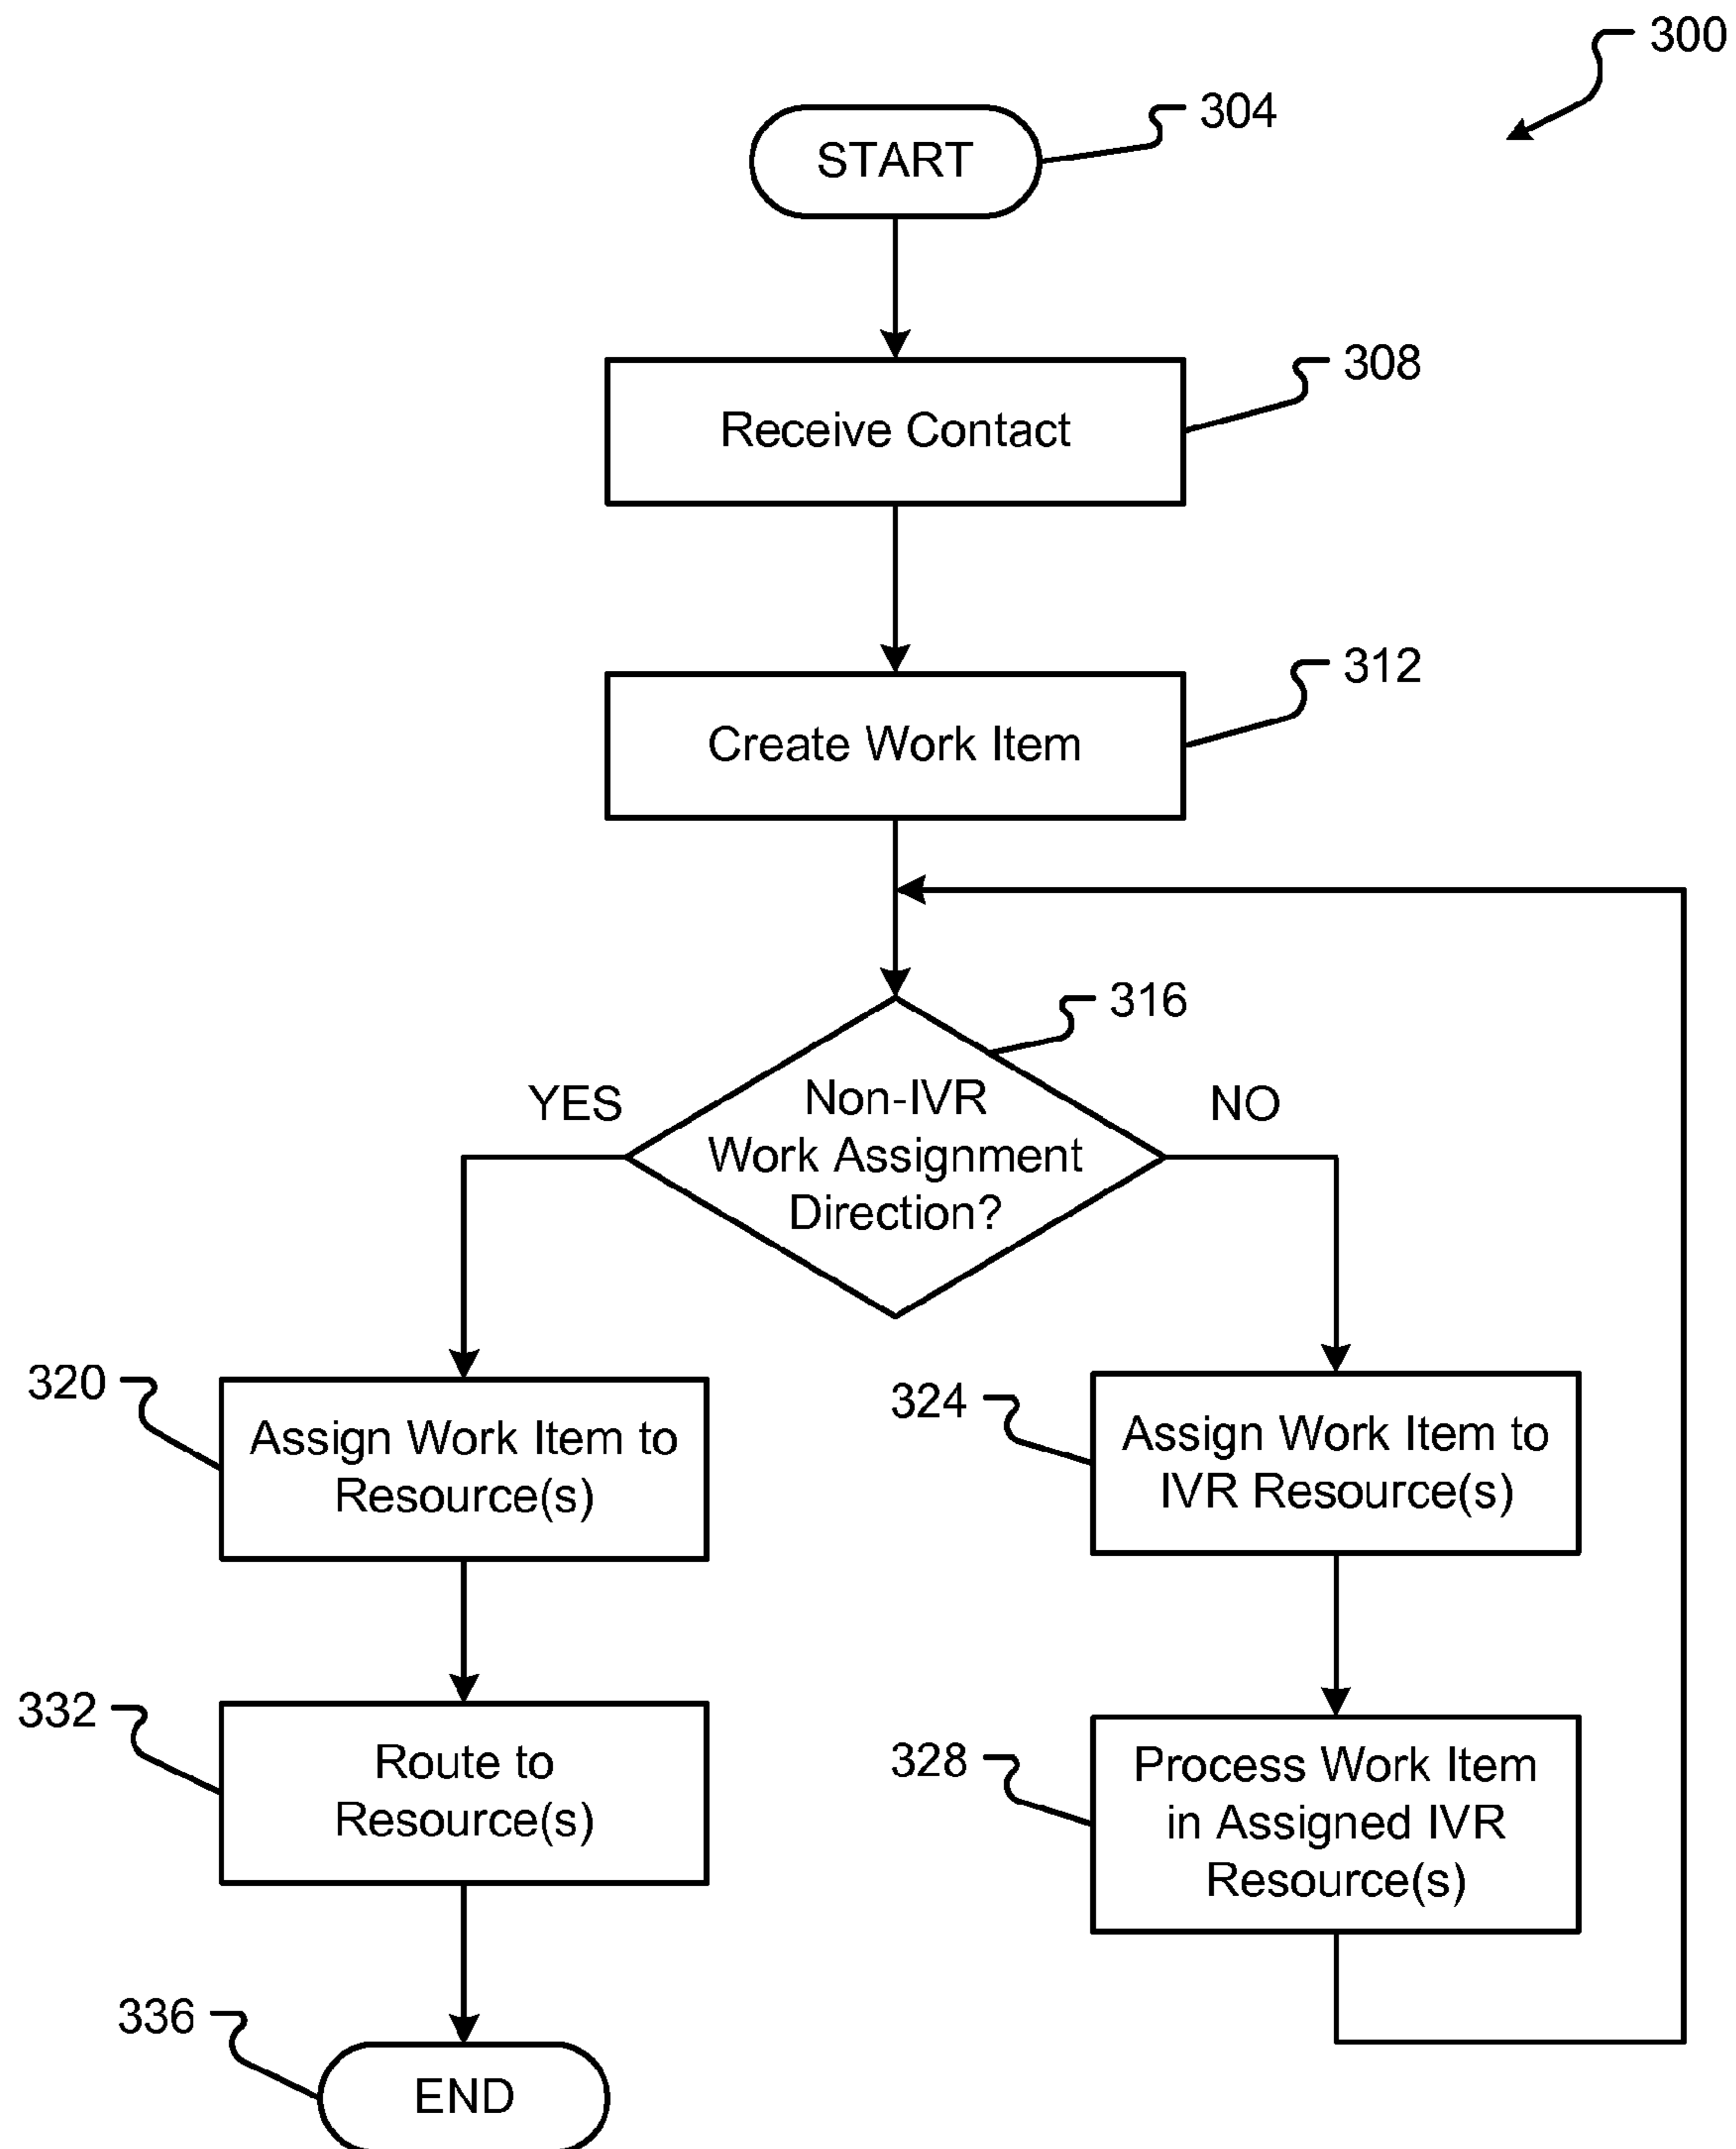 300
304
START
308
Receive Contact
312
Create Work Item
316
YES
Non-IVR
Work Assignment
Direction?
NO
320
Assign Work Item to
Resource(s)
324
Assign Work Item to
IVR Resource(s)
332
Route to
Resource(s)
328
Process Work Item
in Assigned IVR
Resource(s)
336
END